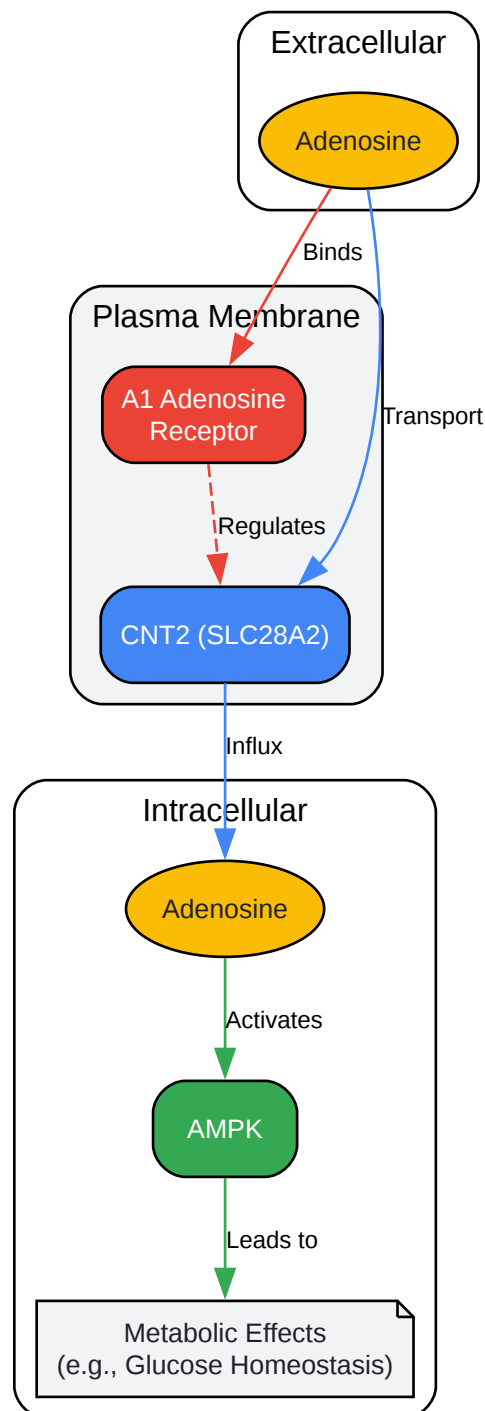 Extracellular
Adenosine
Binds
Plasma Membrane
A1 Adenosine
Receptor
Transport
Regulates
CNT2 (SLC28A2)
Influx
Intracellular
Adenosine
Activates
AMPK
Leads to
Metabolic Effects
(e.g., Glucose Homeostasis)